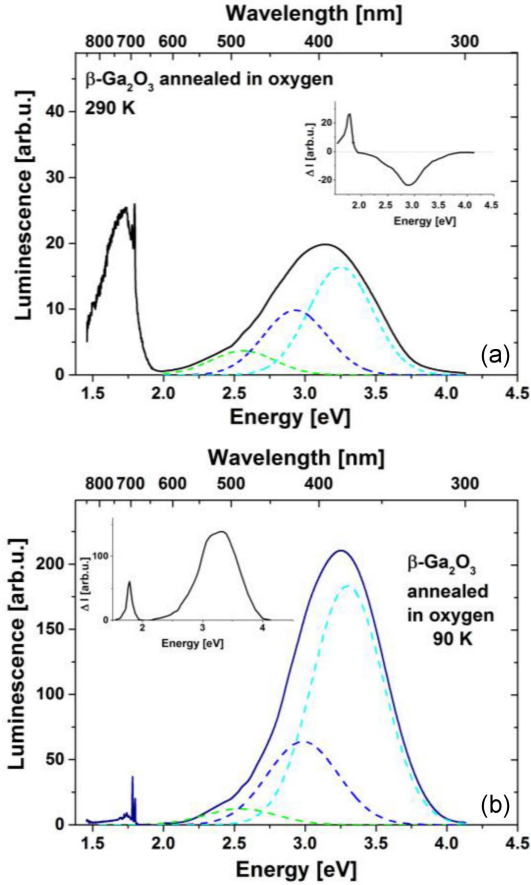 Wavelength [nm]
800 700 600 500 400 300
β-Ga2O3 annealed in oxygen
290 K
Luminescence [arb.u.]
40
30
20
10
0
Δ I [arb.u.]
20
0
-20
2.0 2.5 3.0 3.5 4.0 4.5
Energy [eV]
(a)
1.5 2.0 2.5 3.0 3.5 4.0 4.5
Energy [eV]
Wavelength [nm]
800 700 600 500 400 300
Luminescence [arb.u.]
200
150
100
50
0
Δ I [arb.u.]
100
0
2 3 4
Energy [eV]
β-Ga2O3
annealed
in oxygen
90 K
(b)
1.5 2.0 2.5 3.0 3.5 4.0 4.5
Energy [eV]